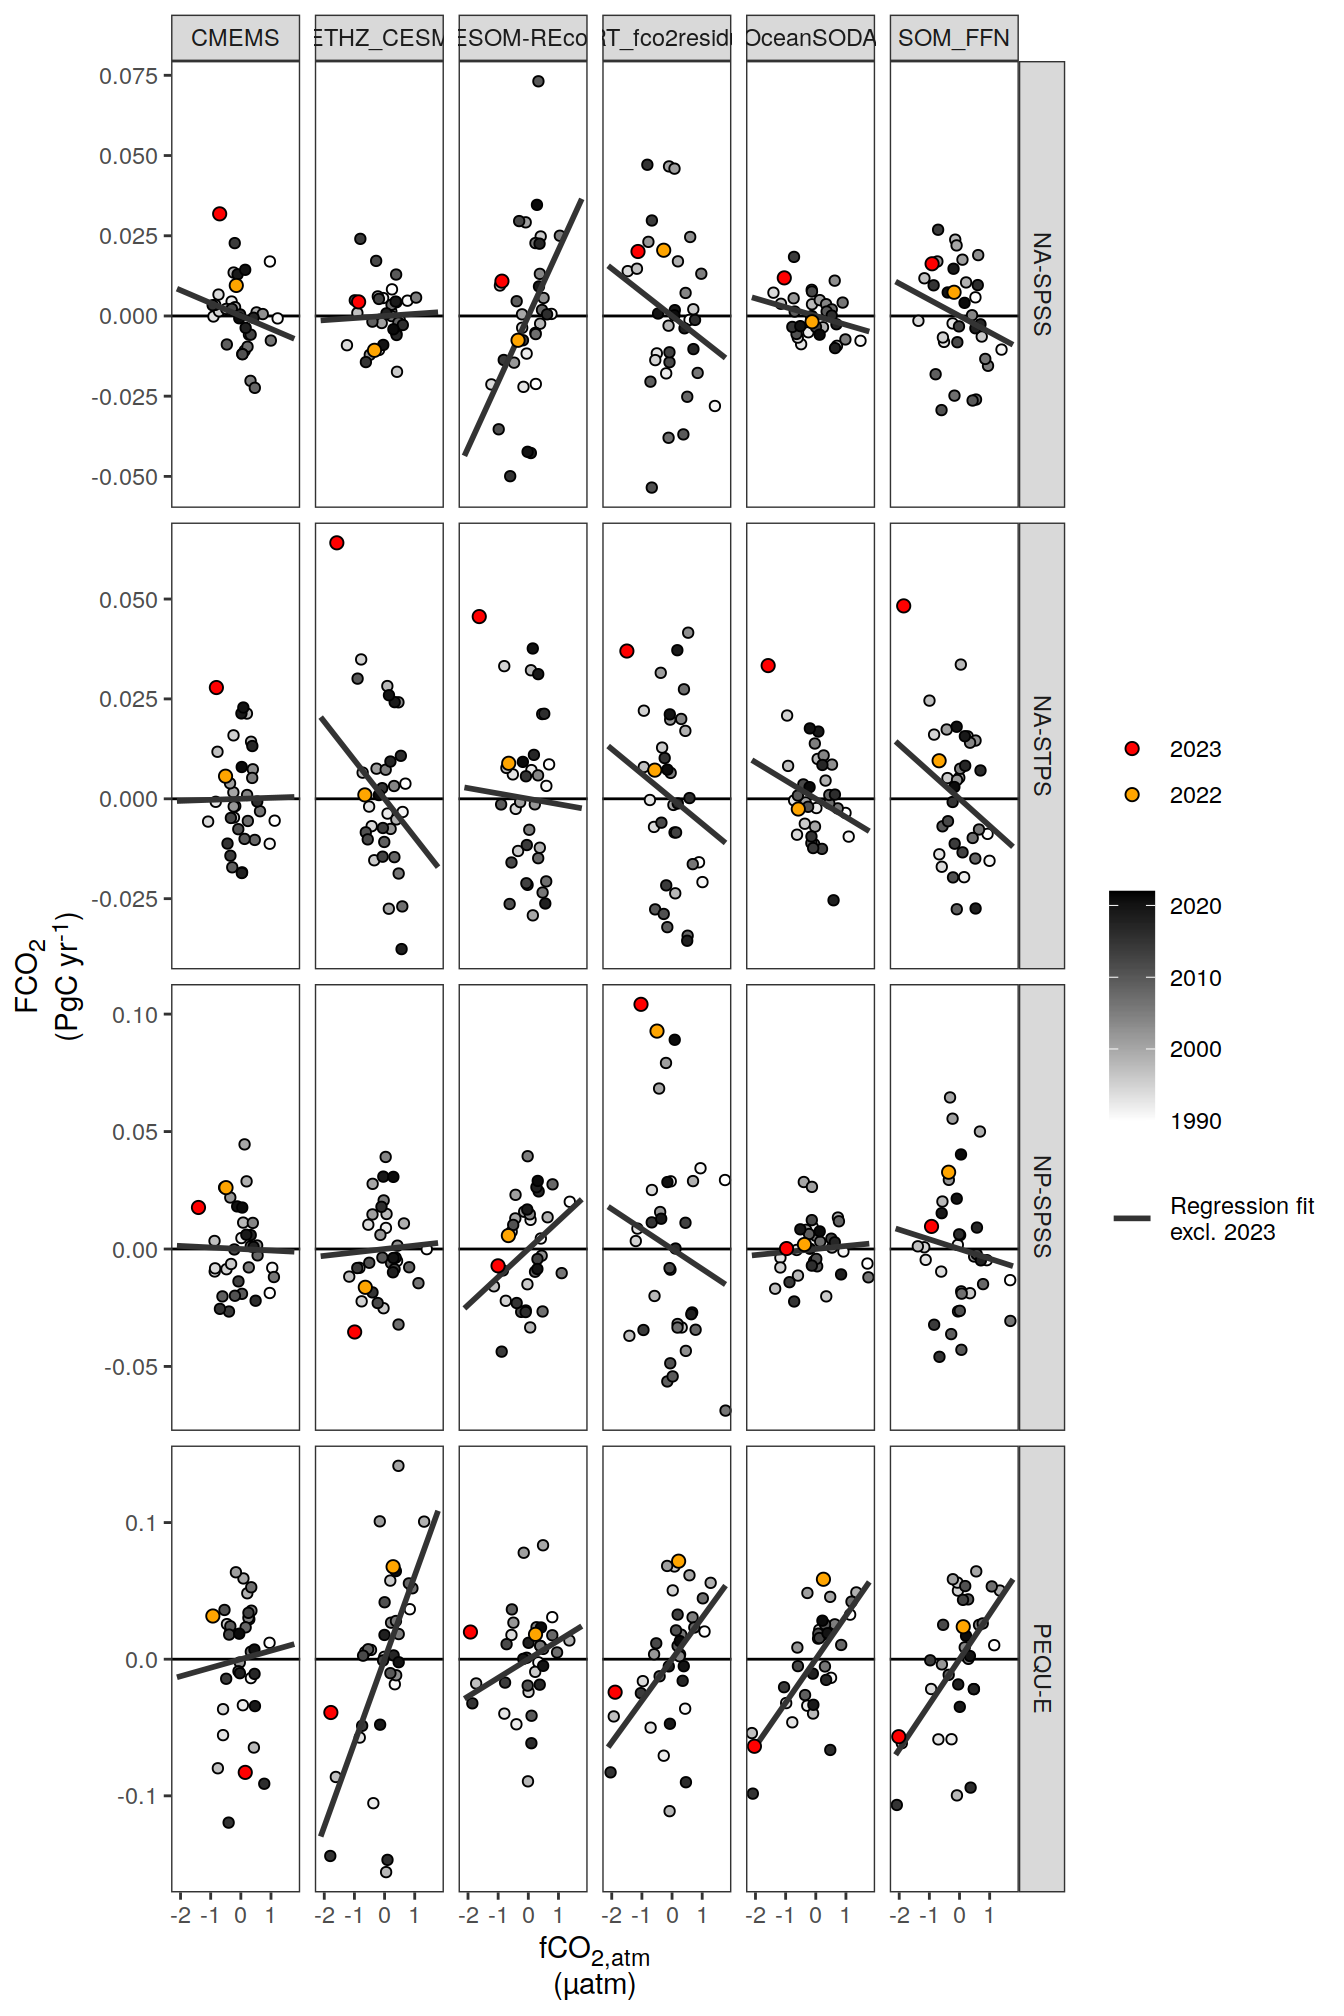 CMEMS
ETHZ_CESM
ESOM-REco
RT_fco2resid
OceanSODA
SOM_FFN
0.075
0.050
0.025
0.000
-0.025
-0.050
NA-SPSS
0.050
0.025
0.000
-0.025
NA-STPS
0.10
0.05
0.00
-0.05
NP-SPSS
0.1
0.0
-0.1
PEQU-E
-2 -1 0 1
-2 -1 0 1
-2 -1 0 1
-2 -1 0 1
-2 -1 0 1
-2 -1 0 1
fCO2,atm
(µatm)
FCO2
(PgC yr-1)
2023
2022
2020
2010
2000
1990
Regression fit
excl. 2023